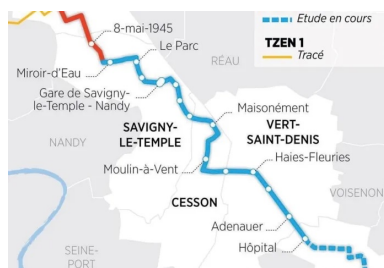 Etude en cours
8-mai-1945
TZEN 1
Tracé
Le Parc
Miroir-d'Eau
RÉAU
Gare de Savigny-
le-Temple - Nandy
Maisonément
SAVIGNY-
LE-TEMPLE
VERT-
SAINT-DENIS
NANDY
Moulin-à-Vent
Haies-Fleuries
VOISENON
CESSON
Adenauer
Hôpital
SEINE-
PORT